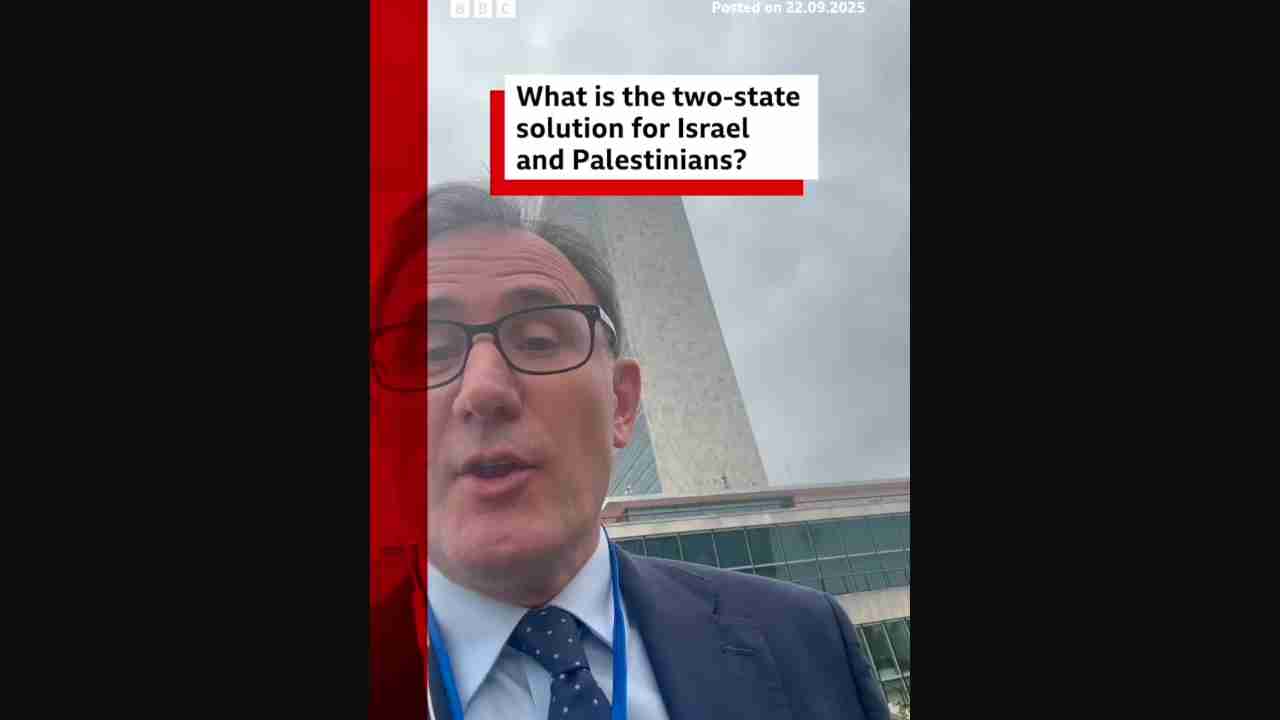 BBC
Posted on 22.09.2025
What is the two-state
solution for Israel
and Palestinians?